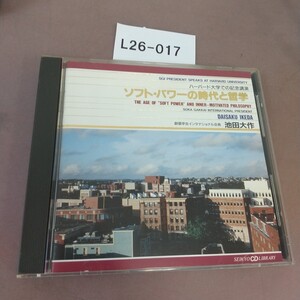 L26-017
SGI PRESIDENT SPEAKS AT HARVARD UNIVERSITY
ハーバード大学での記念講演
ソフト・パワーの時代と哲学
THE AGE OF "SOFT POWER" AND INNER-MOTIVATED PHILOSOPHY
SOKA GAKKAI INTERNATIONAL PRESIDENT
DAISAKU IKEDA
創価学会インタナショナル会長 池田大作
SEIKYO CD LIBRARY